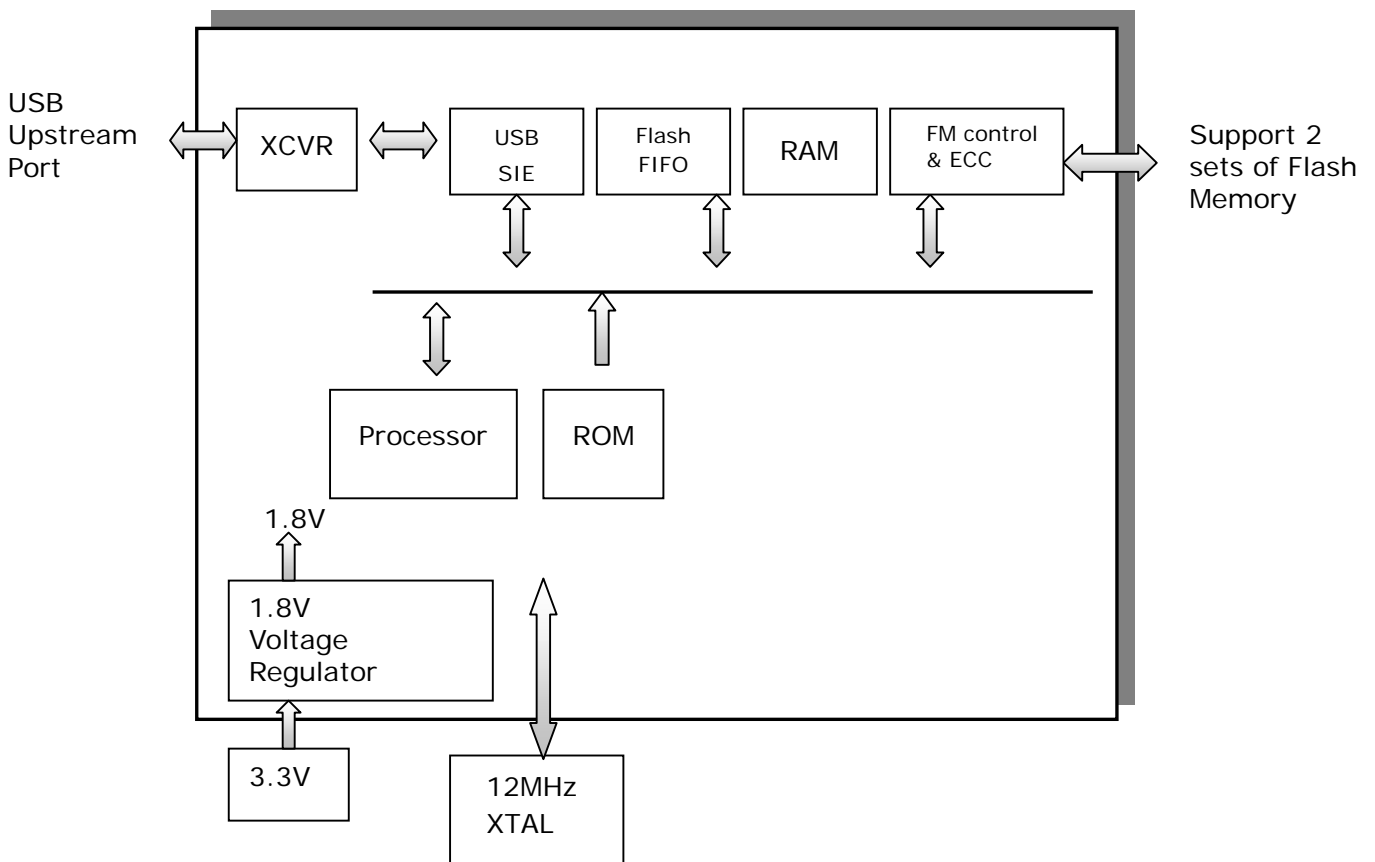 USB
Upstream
Port
XCVR
USB
SIE
Flash
FIFO
RAM
FM control
& ECC
Support 2
sets of Flash
Memory
Processor
ROM
1.8V
1.8V
Voltage
Regulator
3.3V
12MHz
XTAL